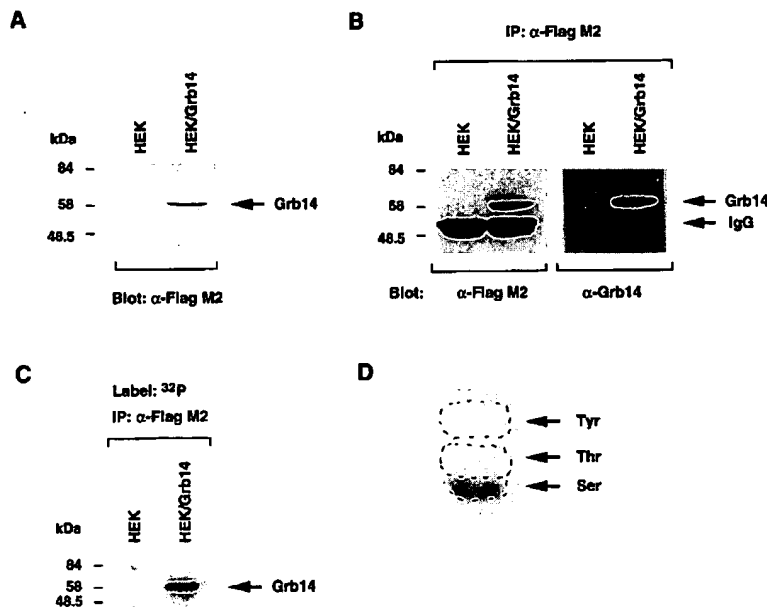 A
HEK
HEK/Grb14
kDa
84
58
48.5
Grb14
Blot: α-Flag M2
B
IP: α-Flag M2
HEK
HEK/Grb14
HEK
HEK/Grb14
kDa
84
58
48.5
Grb14
IgG
Blot: α-Flag M2 α-Grb14
C
Label: ³²P
IP: α-Flag M2
HEK
HEK/Grb14
kDa
84
58
48.5
Grb14
D
Tyr
Thr
Ser